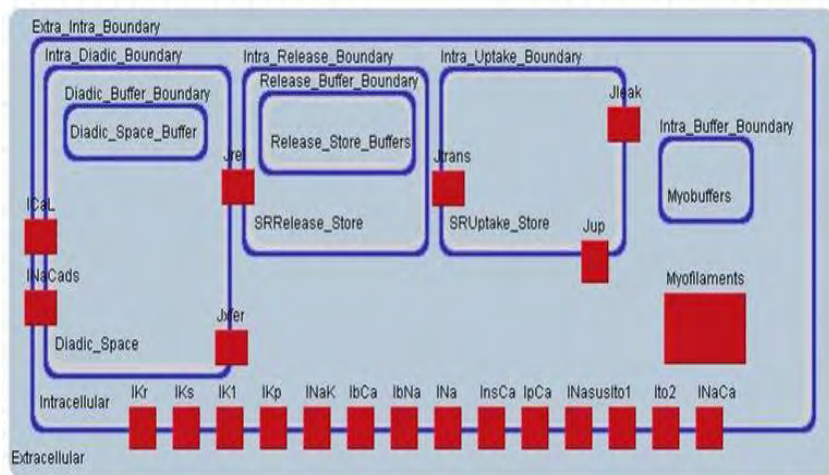 Extra_Intra_Boundary
Intra_Diadic_Boundary
Intra_Release_Boundary
Intra_Uptake_Boundary
Diadic_Buffer_Boundary
Release_Buffer_Boundary
Jleak
Diadic_Space_Buffer
Release_Store_Buffers
Intra_Buffer_Boundary
Jrel
Jtrans
Myobuffers
ICaL
SRRelease_Store
SRUptake_Store
Jup
INaCads
Myofilaments
Jxfer
Diadic_Space
Intracellular
IKr IKs IK1 IKp INaK IbCa IbNa INa InsCa IpCa INasusIto1 Ito2 INaCa
Extracellular